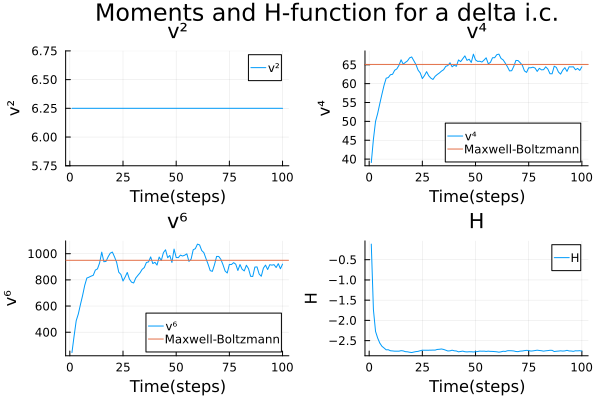 Moments and H-function for a delta i.c.
v²
6.75
6.50
6.25
6.00
5.75
v²
v²
0
25
50
75
100
Time(steps)
v⁴
65
60
55
50
45
40
v⁴
v⁴
Maxwell-Boltzmann
0
25
50
75
100
Time(steps)
v⁶
1000
800
600
400
v⁶
v⁶
Maxwell-Boltzmann
0
25
50
75
100
Time(steps)
H
−0.5
−1.0
−1.5
−2.0
−2.5
H
H
0
25
50
75
100
Time(steps)